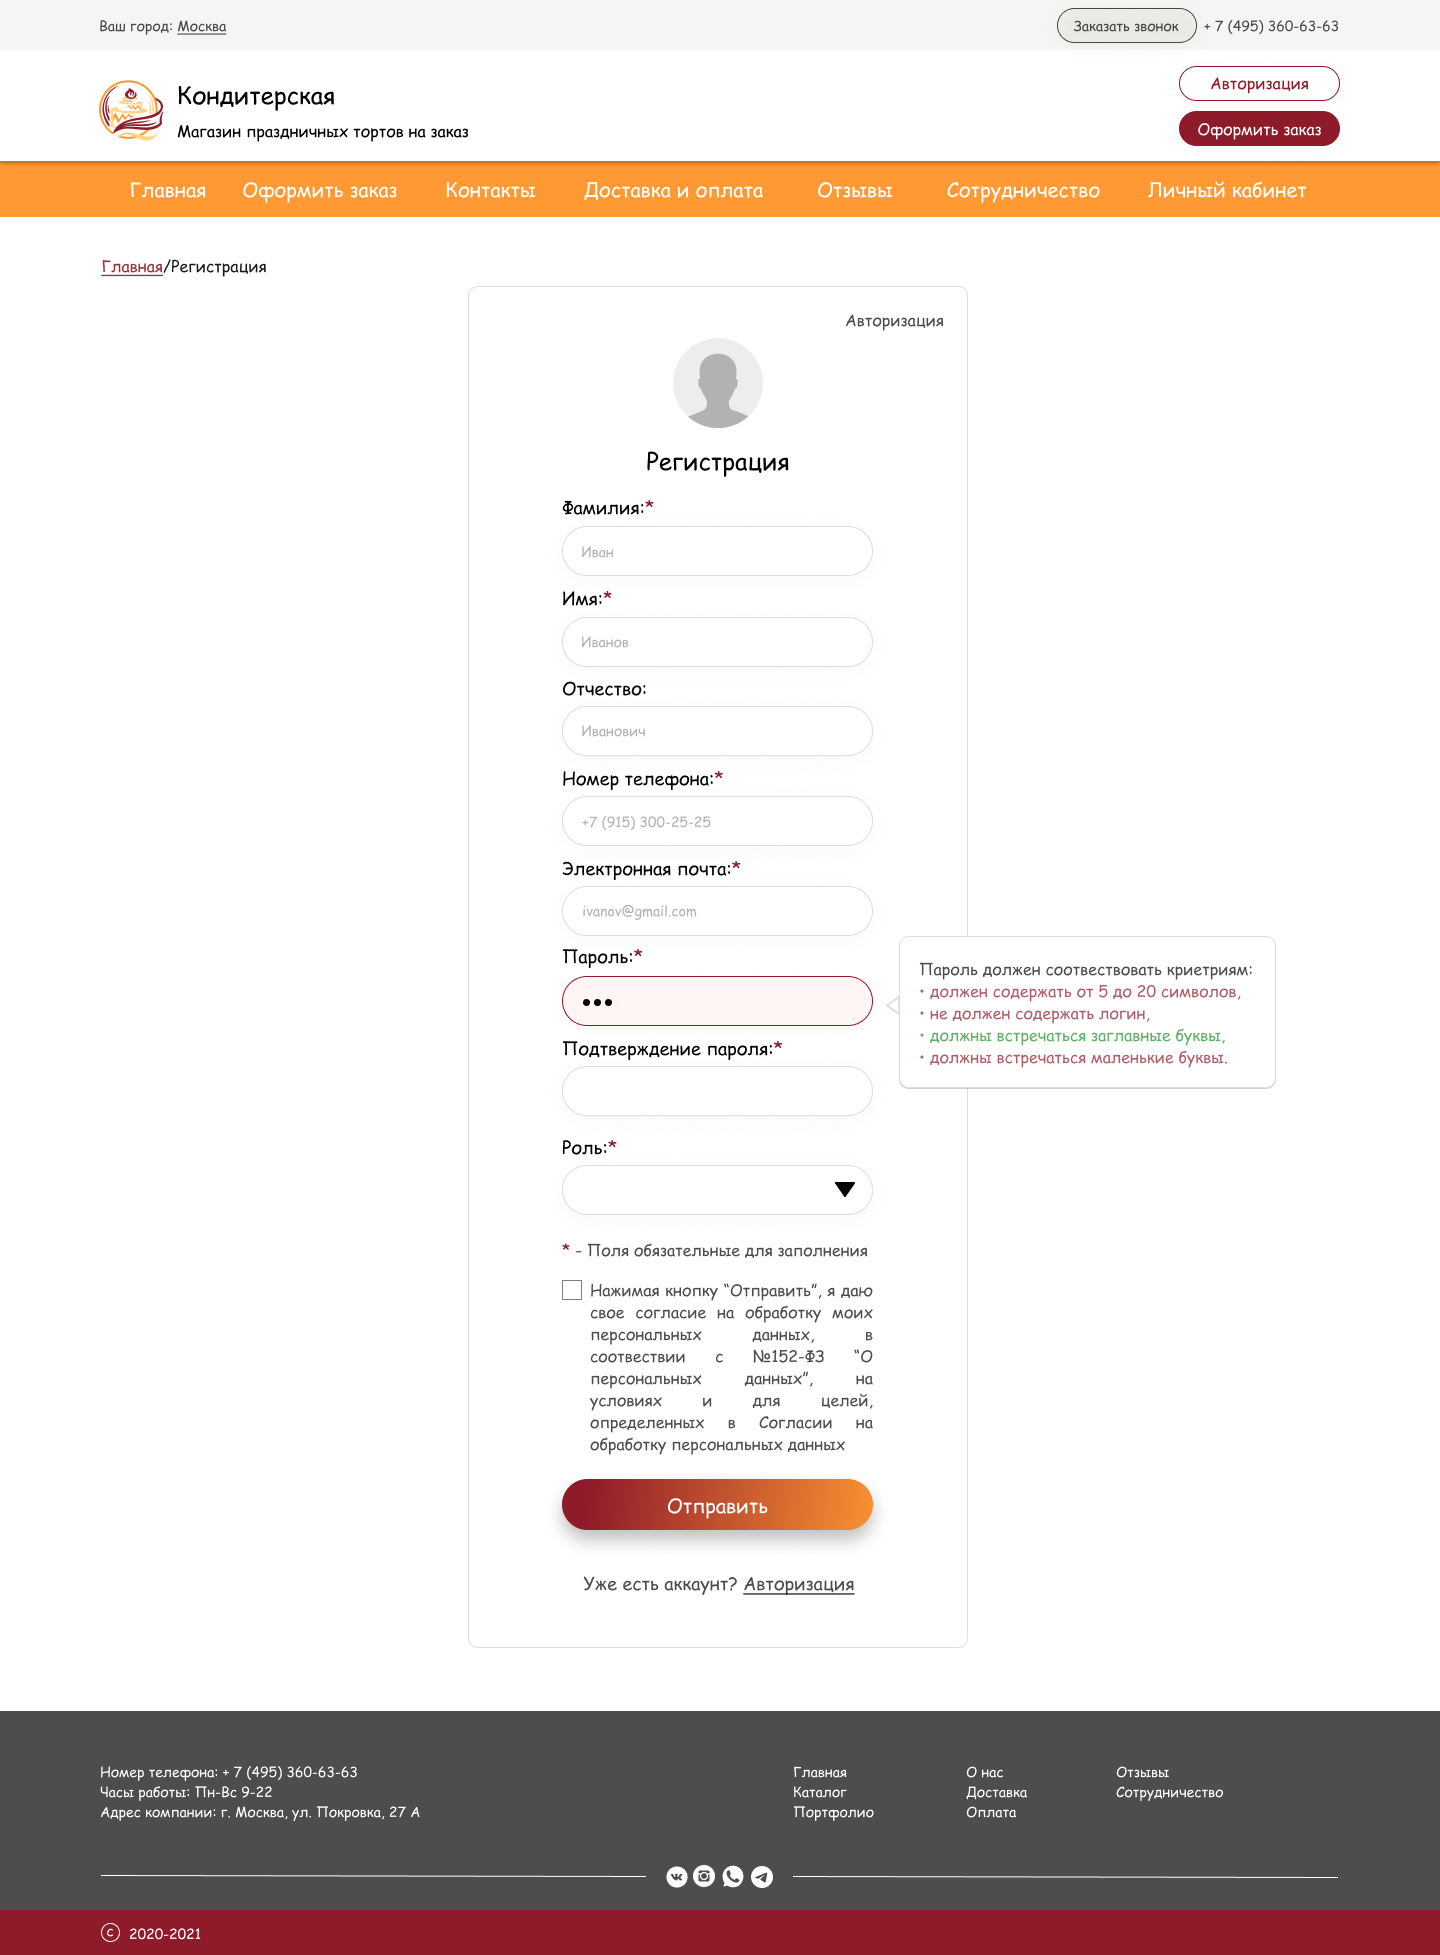 Ваш город: Москва
Заказать звонок
+ 7 (495) 360-63-63
Кондитерская
Магазин праздничных тортов на заказ
Авторизация
Оформить заказ
Главная
Оформить заказ
Контакты
Доставка и оплата
Отзывы
Сотрудничество
Личный кабинет
Главная/Регистрация
Авторизация
Регистрация
Фамилия:*
Иван
Имя:*
Иванов
Отчество:
Иванович
Номер телефона:*
+7 (915) 300-25-25
Электронная почта:*
ivanov@gmail.com
Пароль:*
•••
Пароль должен соотвествовать криетриям:
• должен содержать от 5 до 20 символов,
• не должен содержать логин,
• должны встречаться заглавные буквы,
• должны встречаться маленькие буквы.
Подтверждение пароля:*
Роль:*
* - Поля обязательные для заполнения
Нажимая кнопку “Отправить”, я даю
свое согласие на обработку моих
персональных данных, в
соотвествии с №152-ФЗ “О
персональных данных”, на
условиях и для целей,
определенных в Согласии на
обработку персональных данных
Отправить
Уже есть аккаунт? Авторизация
Номер телефона: + 7 (495) 360-63-63
Часы работы: Пн-Вс 9-22
Адрес компании: г. Москва, ул. Покровка, 27 А
Главная
Каталог
Портфолио
О нас
Доставка
Оплата
Отзывы
Сотрудничество
© 2020-2021